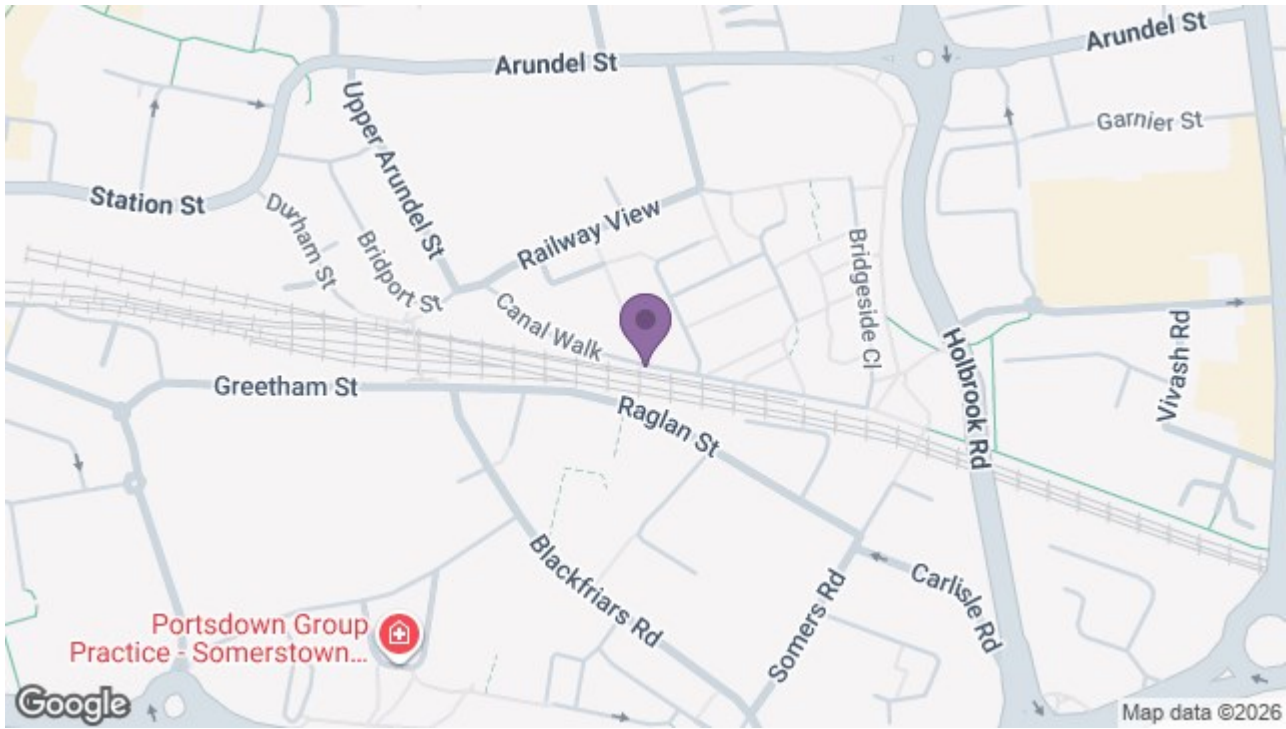 Arundel St
Arundel St
Upper Arundel St
Garnier St
Station St
Durham St
Bridport St
Railway View
Bridgeside Cl
Canal Walk
Holbrook Rd
Vivash Rd
Greetham St
Raglan St
Blackfriars Rd
Somers Rd
Carlisle Rd
Portsdown Group
Practice - Somerstown...
Google
Map data ©2026